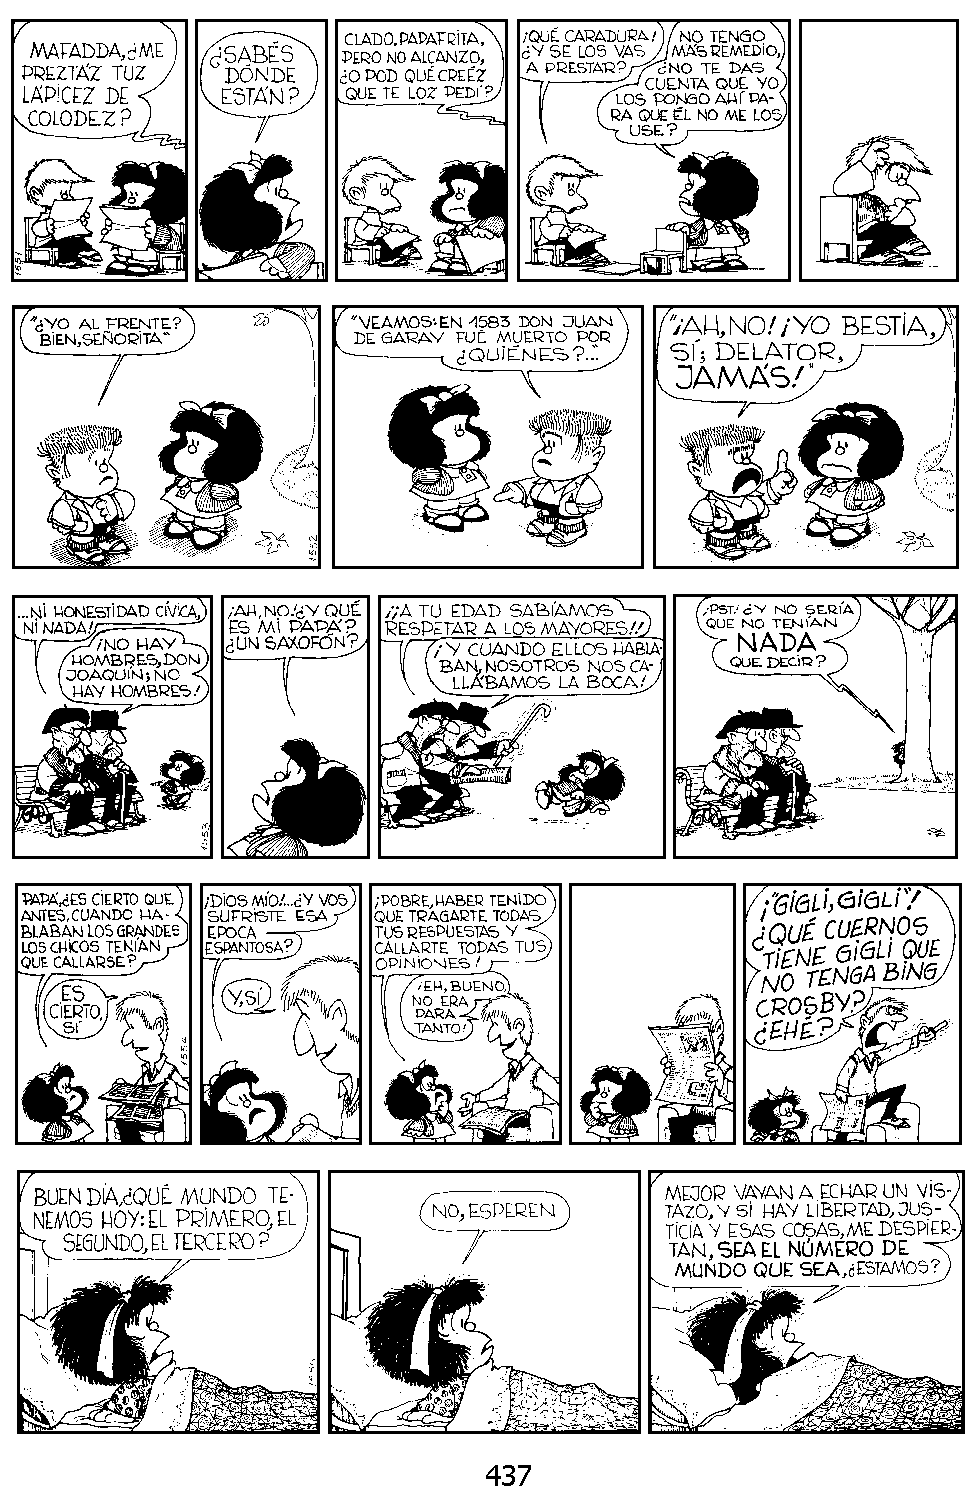 MAFADDA, ¿ME
PREZTÁZ TUZ
LÁPICEZ DE
COLODEZ?
¿SABÉS
DÓNDE
ESTÁN?
CLADO, PAPAFRITA,
PERO NO ALCANZO,
¿O POD QUÉ CREÉZ
QUE TE LOZ PEDÍ?
¡QUÉ CARADURA!
¿Y SE LOS VAS
A PRESTAR?
NO TENGO
MÁS REMEDIO,
¿NO TE DAS
CUENTA QUE YO
LOS PONGO AHÍ PA-
RA QUE ÉL NO ME LOS
USE?
1551
"¿YO AL FRENTE?
BIEN, SEÑORITA"
"VEAMOS: EN 1583 DON JUAN
DE GARAY FUÉ MUERTO POR
¿QUIÉNES?..."
"¡AH, NO! ¡YO BESTIA,
SÍ; DELATOR,
JAMÁS!"
1552
...NI HONESTIDAD CÍVICA,
NI NADA!
¡NO HAY
HOMBRES, DON
JOAQUÍN; NO
HAY HOMBRES!
¡AH, NO! ¿Y QUÉ
ES MI PAPÁ?
¿UN SAXOFÓN?
¡¡A TU EDAD SABÍAMOS
RESPETAR A LOS MAYORES!!
¡Y CUANDO ELLOS HABLA-
BAN, NOSOTROS NOS CA-
LLÁBAMOS LA BOCA!
¡PST! ¿Y NO SERÍA
QUE NO TENÍAN
NADA
QUE DECIR?
1553
PAPÁ, ¿ES CIERTO QUE
ANTES, CUANDO HA-
BLABAN LOS GRANDES
LOS CHICOS TENÍAN
QUE CALLARSE?
ES
CIERTO,
SÍ
¡DIOS MÍO!...¿Y VOS
SUFRISTE ESA
EPOCA
ESPANTOSA?
Y, SÍ
¡POBRE, HABER TENIDO
QUE TRAGARTE TODAS
TUS RESPUESTAS Y
CALLARTE TODAS TUS
OPINIONES!
¡EH, BUENO,
NO ERA
PARA
TANTO!
¡"GIGLI, GIGLI"!
¿QUÉ CUERNOS
TIENE GIGLI QUE
NO TENGA BING
CROSBY?
¿EHÉ?
1554
BUEN DÍA, ¿QUÉ MUNDO TE-
NEMOS HOY: EL PRIMERO, EL
SEGUNDO, EL TERCERO?
NO, ESPEREN
MEJOR VAYAN A ECHAR UN VIS-
TAZO, Y SI HAY LIBERTAD, JUS-
TICIA Y ESAS COSAS, ME DESPIER-
TAN, SEA EL NÚMERO DE
MUNDO QUE SEA, ¿ESTAMOS?
437